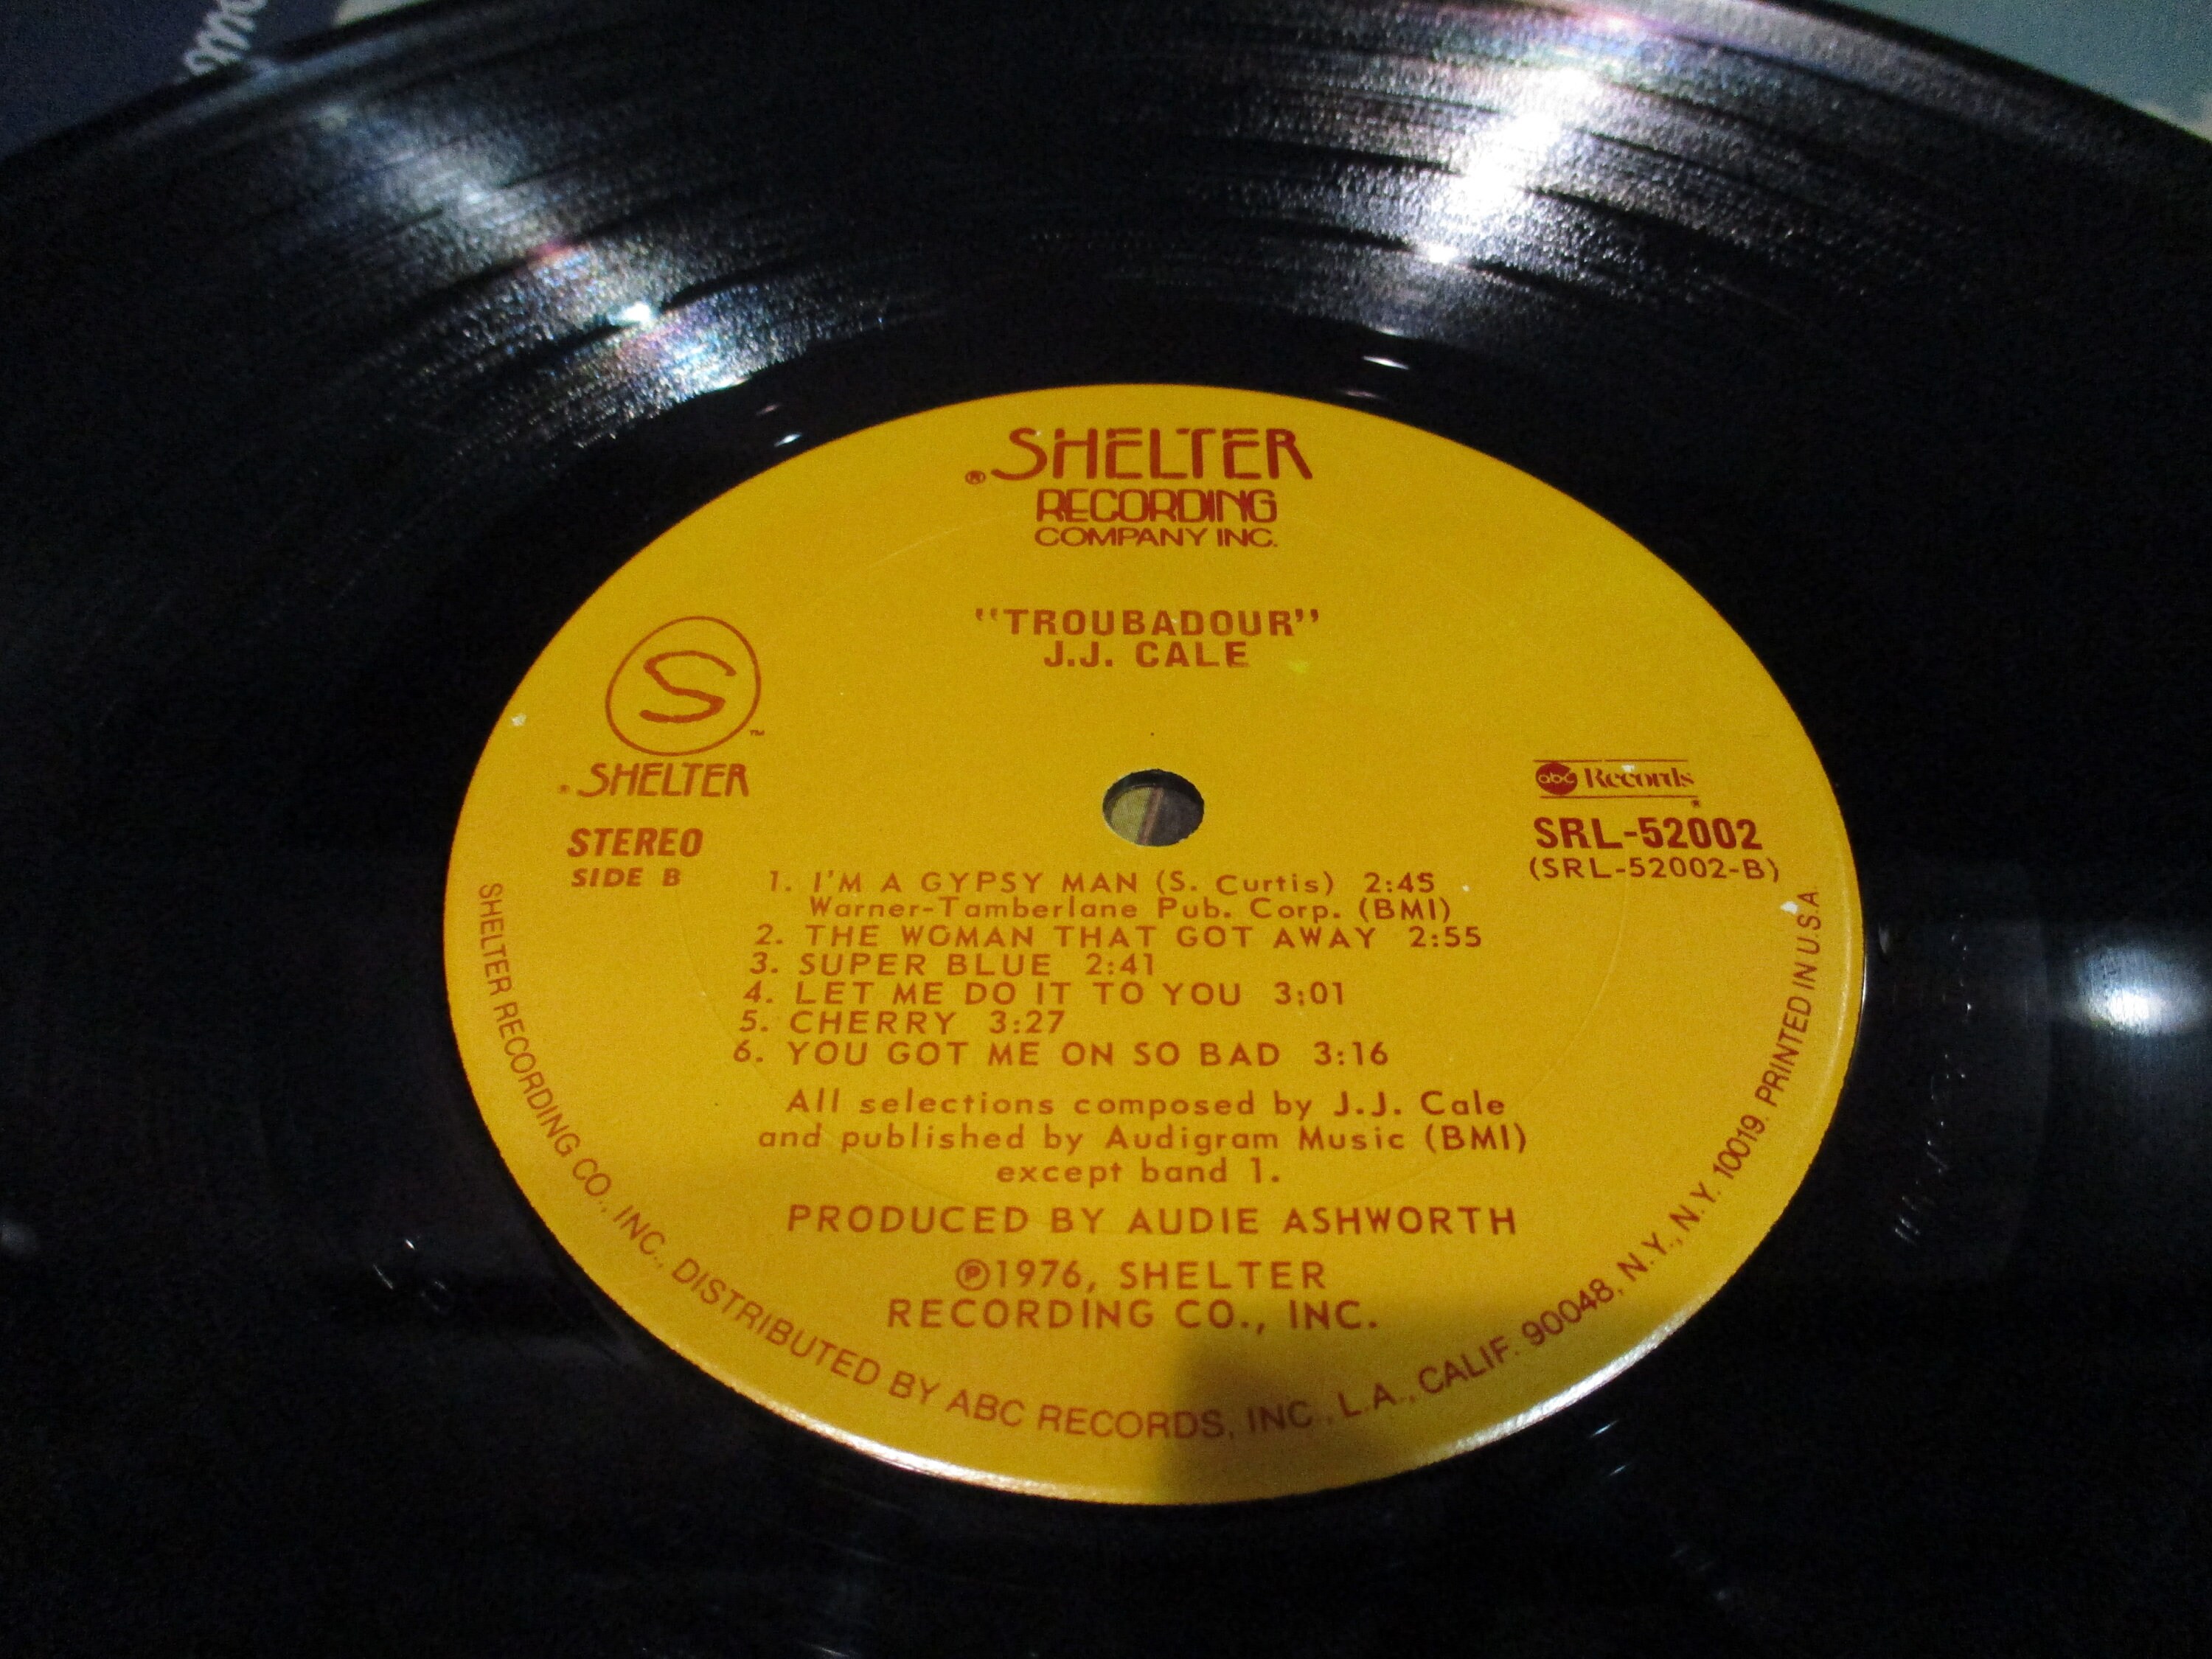 ® SHELTER
RECORDING
COMPANY INC.
"TROUBADOUR"
J.J. CALE
S ™
® SHELTER
STEREO
SIDE B
abc Records
SRL-52002
(SRL-52002-B)
1. I'M A GYPSY MAN (S. Curtis) 2:45
Warner-Tamberlane Pub. Corp. (BMI)
2. THE WOMAN THAT GOT AWAY 2:55
3. SUPER BLUE 2:41
4. LET ME DO IT TO YOU 3:01
5. CHERRY 3:27
6. YOU GOT ME ON SO BAD 3:16
All selections composed by J.J. Cale
and published by Audigram Music (BMI)
except band 1.
PRODUCED BY AUDIE ASHWORTH
℗1976, SHELTER
RECORDING CO., INC.
SHELTER RECORDING CO., INC., DISTRIBUTED BY ABC RECORDS, INC., L.A., CALIF. 90048, N.Y., N.Y. 10019. PRINTED IN U.S.A.